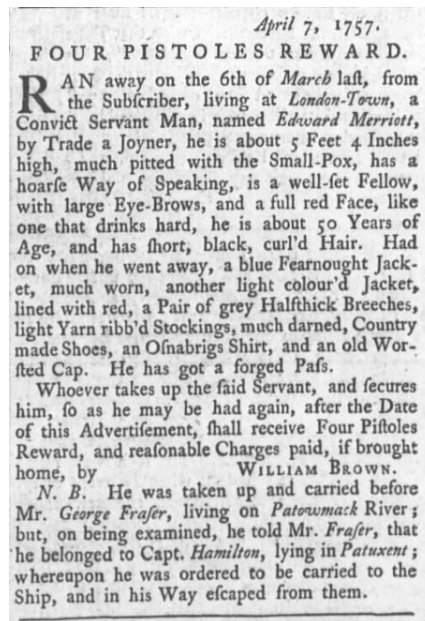 April 7, 1757.
FOUR PISTOLES REWARD.
RAN away on the 6th of March laſt, from
the Subſcriber, living at London-Town, a
Convict Servant Man, named Edward Merriott,
by Trade a Joyner, he is about 5 Feet 4 Inches
high, much pitted with the Small-Pox, has a
hoarſe Way of Speaking, is a well-ſet Fellow,
with large Eye-Brows, and a full red Face, like
one that drinks hard, he is about 50 Years of
Age, and has ſhort, black, curl'd Hair. Had
on when he went away, a blue Fearnought Jack-
et, much worn, another light colour'd Jacket,
lined with red, a Pair of grey Halfthick Breeches,
light Yarn ribb'd Stockings, much darned, Country
made Shoes, an Oſnabrigs Shirt, and an old Wor-
ſted Cap. He has got a forged Paſs.
Whoever takes up the ſaid Servant, and ſecures
him, ſo as he may be had again, after the Date
of this Advertiſement, ſhall receive Four Piſtoles
Reward, and reaſonable Charges paid, if brought
home, by WILLIAM BROWN.
N. B. He was taken up and carried before
Mr. George Fraſer, living on Patowmack River;
but, on being examined, he told Mr. Fraſer, that
he belonged to Capt. Hamilton, lying in Patuxent;
whereupon he was ordered to be carried to the
Ship, and in his Way eſcaped from them.